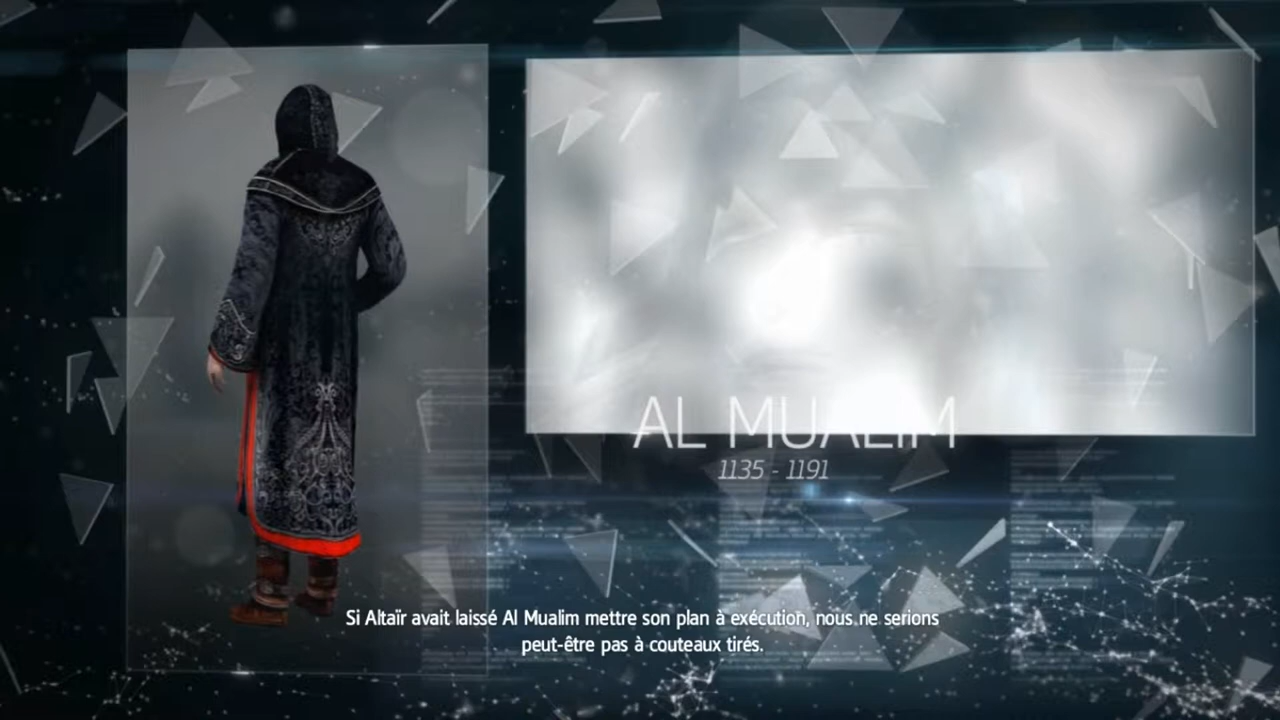 AL MUALIM
1135 - 1191
Si Altaïr avait laissé Al Mualim mettre son plan à exécution, nous ne serions
peut-être pas à couteaux tirés.